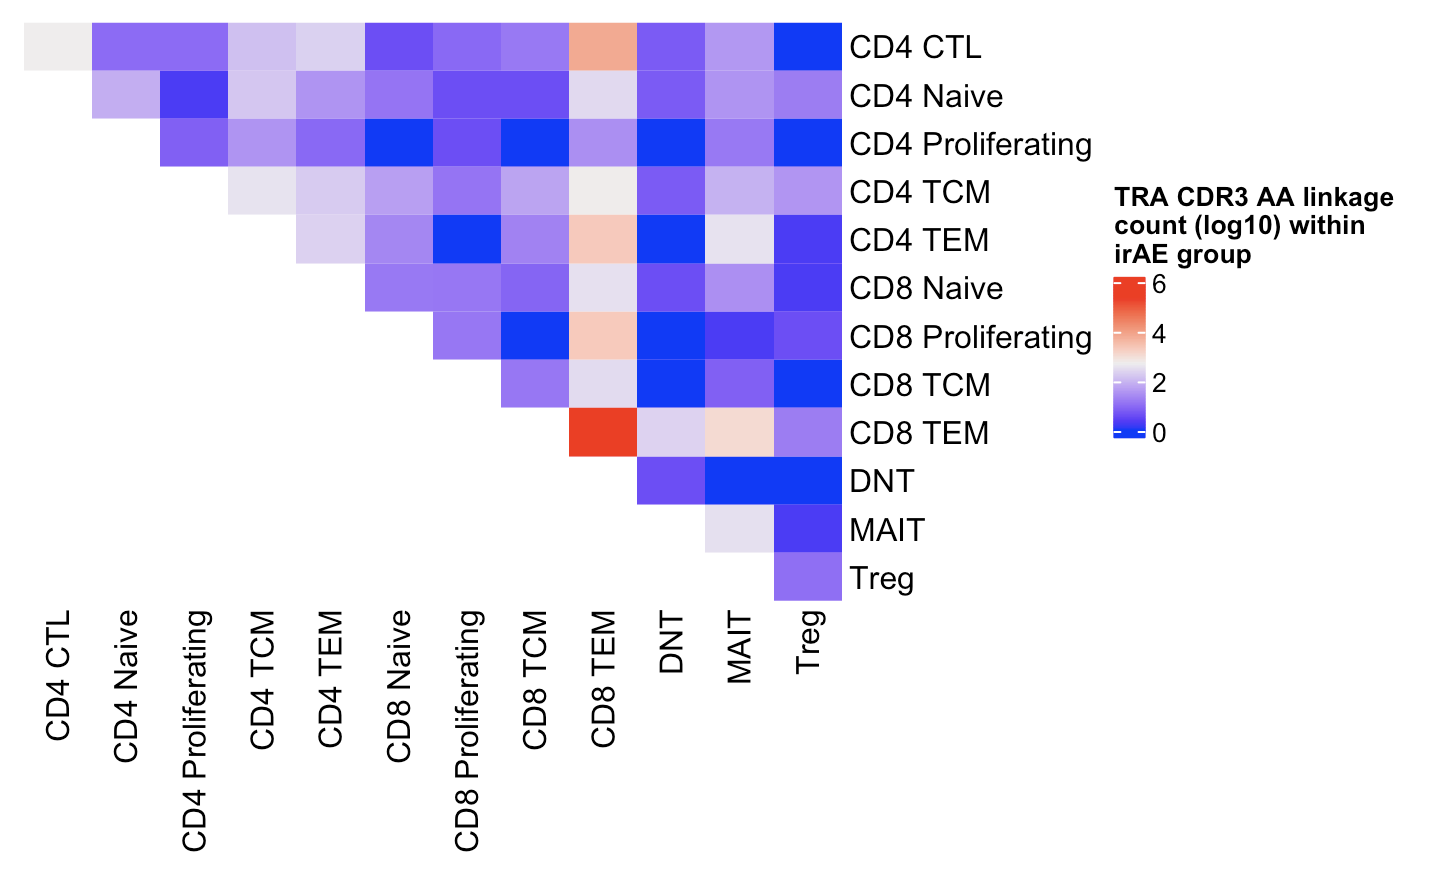 CD4 CTL
CD4 Naive
CD4 Proliferating
CD4 TCM
CD4 TEM
CD8 Naive
CD8 Proliferating
CD8 TCM
CD8 TEM
DNT
MAIT
Treg
TRA CDR3 AA linkage
count (log10) within
irAE group
6
4
2
0
CD4 CTL
CD4 Naive
CD4 Proliferating
CD4 TCM
CD4 TEM
CD8 Naive
CD8 Proliferating
CD8 TCM
CD8 TEM
DNT
MAIT
Treg